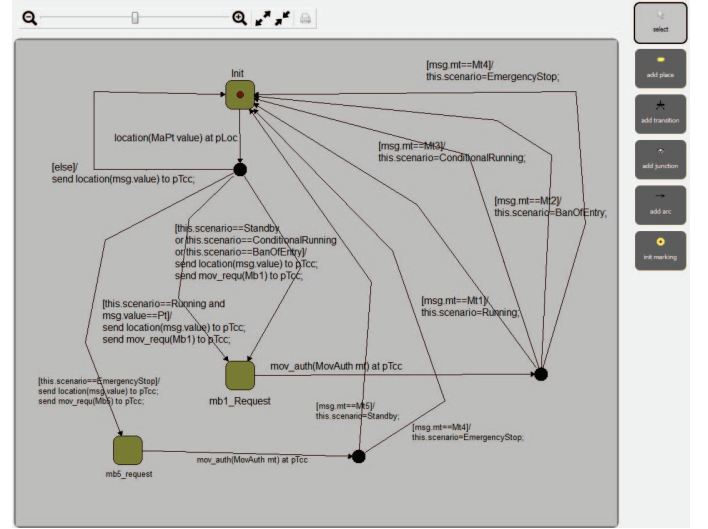 select
add place
add transition
add junction
add arc
init marking
Init
[msg.mt==Mt4]/
this.scenario=EmergencyStop;
location(MaPt value) at pLoc
[msg.mt==Mt3]/
this.scenario=ConditionalRunning;
[else]/
send location(msg.value) to pTcc;
[msg.mt==Mt2]/
this.scenario=BanOfEntry;
[this.scenario==Standby
or this.scenario==ConditionalRunning
or this.scenario==BanOfEntry]/
send location(msg.value) to pTcc;
send mov_requ(Mb1) to pTcc;
[this.scenario==Running and
msg.value==Pt]/
send location(msg.value) to pTcc;
send mov_requ(Mb1) to pTcc;
[msg.mt==Mt1]/
this.scenario=Running;
mov_auth(MovAuth mt) at pTcc
mb1_Request
[this.scenario==EmergencyStop]/
send location(msg.value) to pTcc;
send mov_requ(Mb5) to pTcc;
[msg.mt==Mt5]/
this.scenario=Standby;
[msg.mt==Mt4]/
this.scenario=EmergencyStop;
mov_auth(MovAuth mt) at pTcc
mb5_request